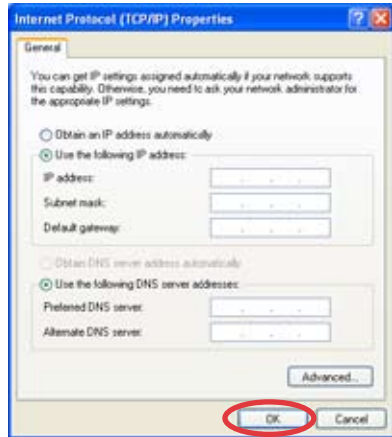 Internet Protocol (TCP/IP) Properties
General
You can get IP settings assigned automatically if your network supports
this capability. Otherwise, you need to ask your network administrator for
the appropriate IP settings.
Obtain an IP address automatically
Use the following IP address:
IP address:
Subnet mask:
Default gateway:
Obtain DNS server address automatically
Use the following DNS server addresses:
Preferred DNS server:
Alternate DNS server:
Advanced...
OK
Cancel